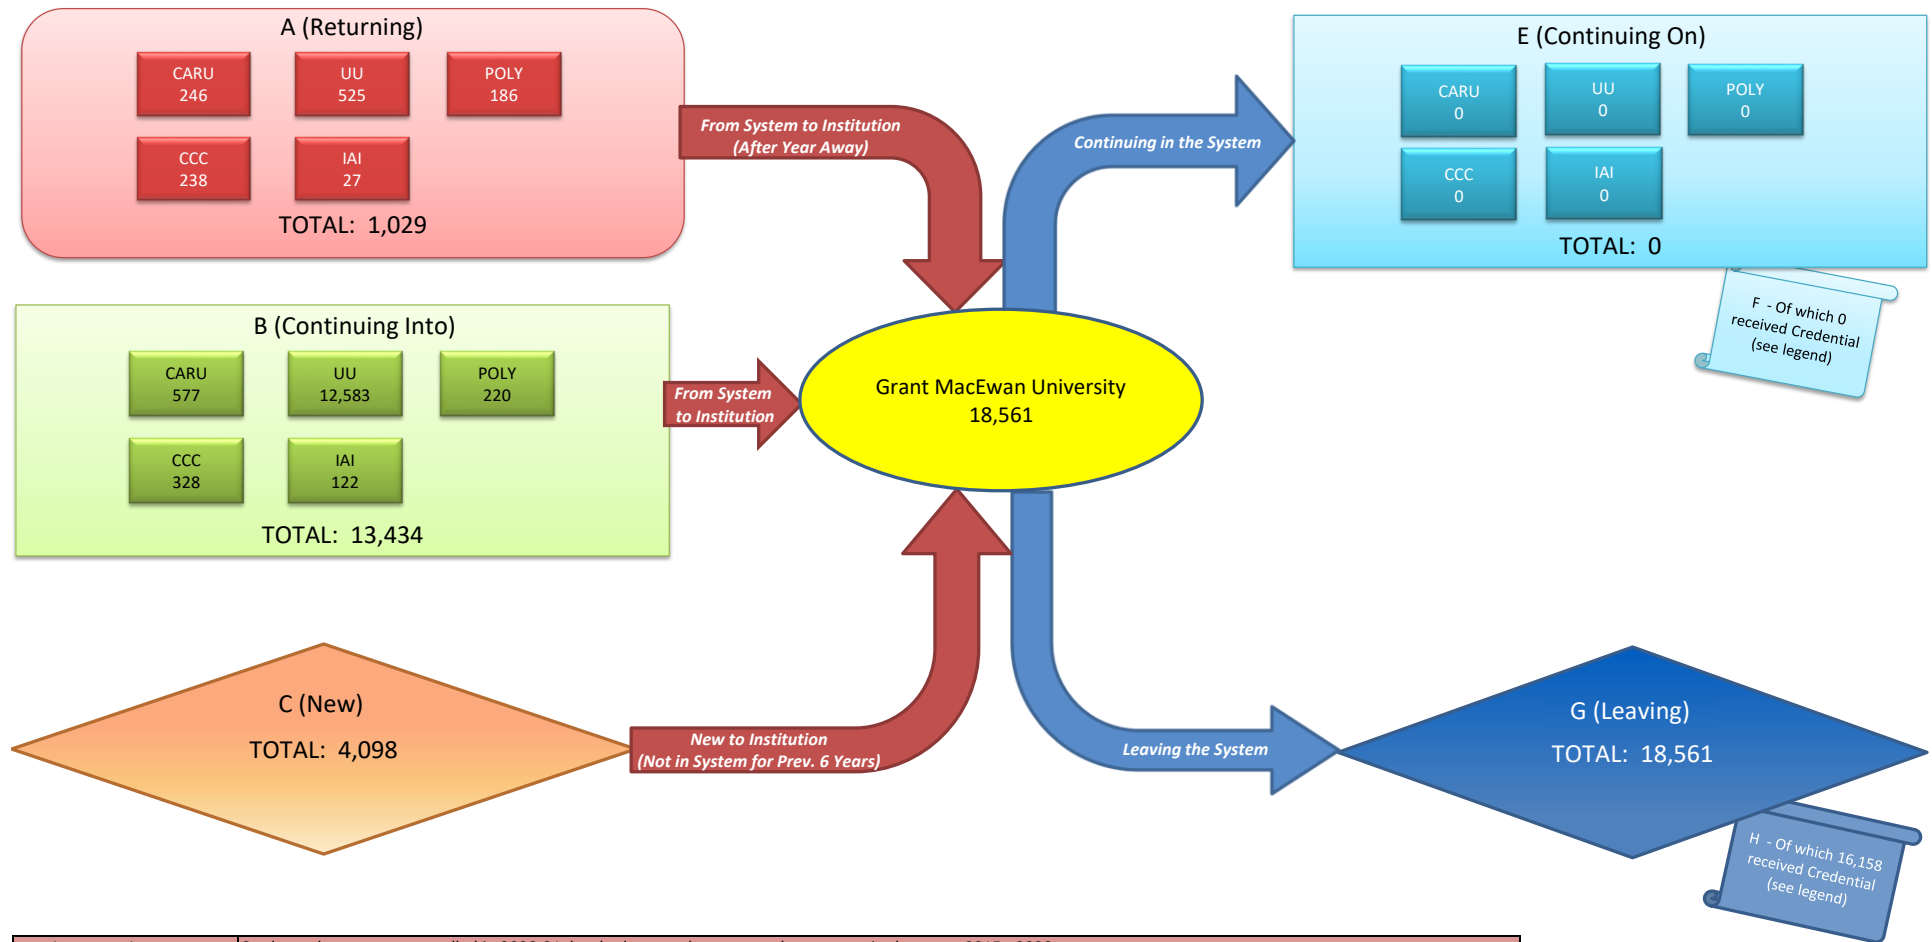 A (Returning)
CARU
246
UU
525
POLY
186
CCC
238
IAI
27
TOTAL: 1,029
From System to Institution
(After Year Away)
Continuing in the System
E (Continuing On)
CARU
0
UU
0
POLY
0
CCC
0
IAI
0
TOTAL: 0
F - Of which 0
received Credential
(see legend)
B (Continuing Into)
CARU
577
UU
12,583
POLY
220
CCC
328
IAI
122
TOTAL: 13,434
From System
to Institution
Grant MacEwan University
18,561
C (New)
TOTAL: 4,098
New to Institution
(Not in System for Prev. 6 Years)
Leaving the System
G (Leaving)
TOTAL: 18,561
H - Of which 16,158
received Credential
(see legend)